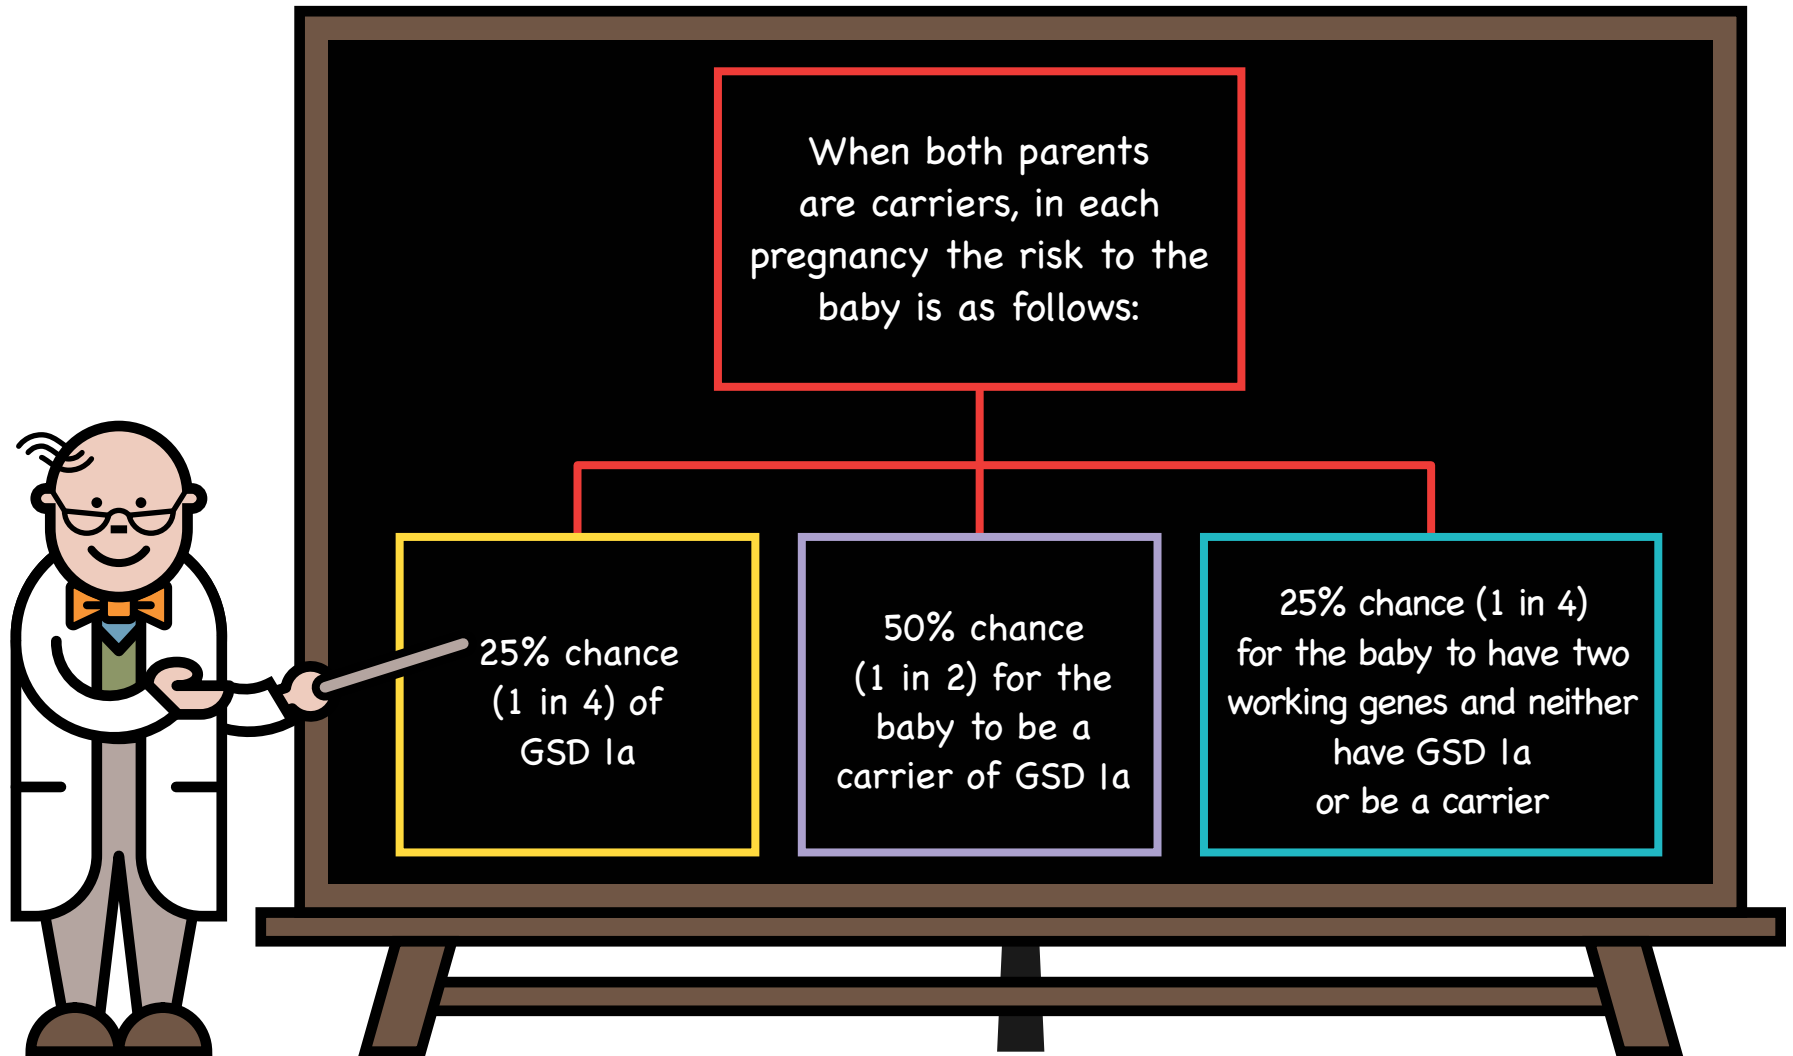 When both parents
are carriers, in each
pregnancy the risk to the
baby is as follows:
25% chance
(1 in 4) of
GSD Ia
50% chance
(1 in 2) for the
baby to be a
carrier of GSD Ia
25% chance (1 in 4)
for the baby to have two
working genes and neither
have GSD Ia
or be a carrier